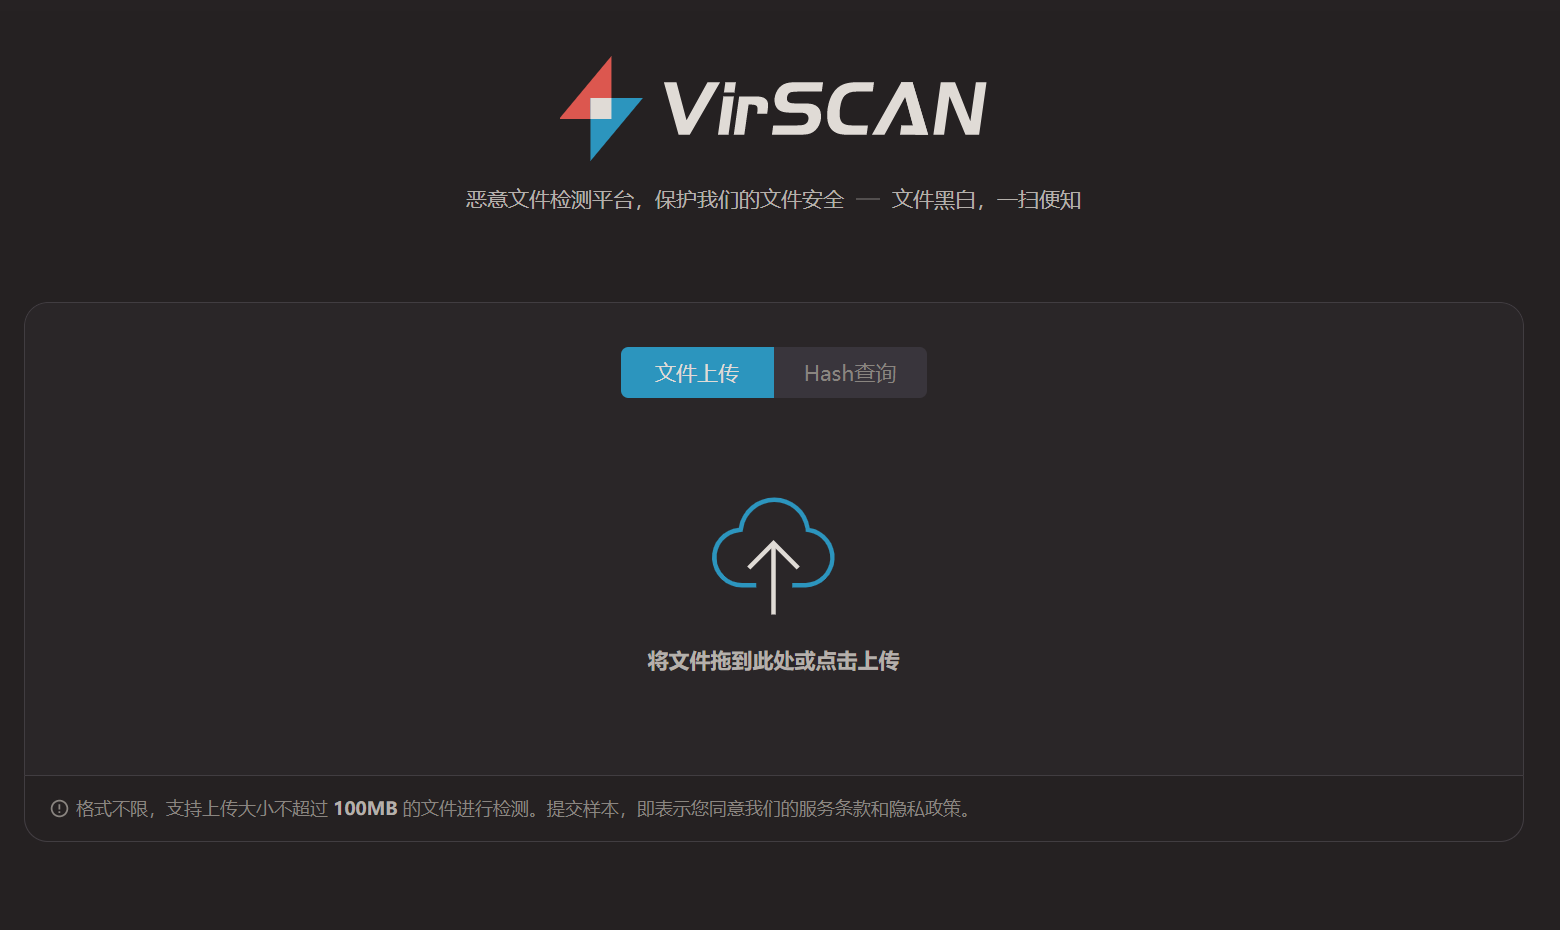 VirSCAN
恶意文件检测平台，保护我们的文件安全 — 文件黑白，一扫便知
文件上传 Hash查询
将文件拖到此处或点击上传
格式不限，支持上传大小不超过 100MB 的文件进行检测。提交样本，即表示您同意我们的服务条款和隐私政策。